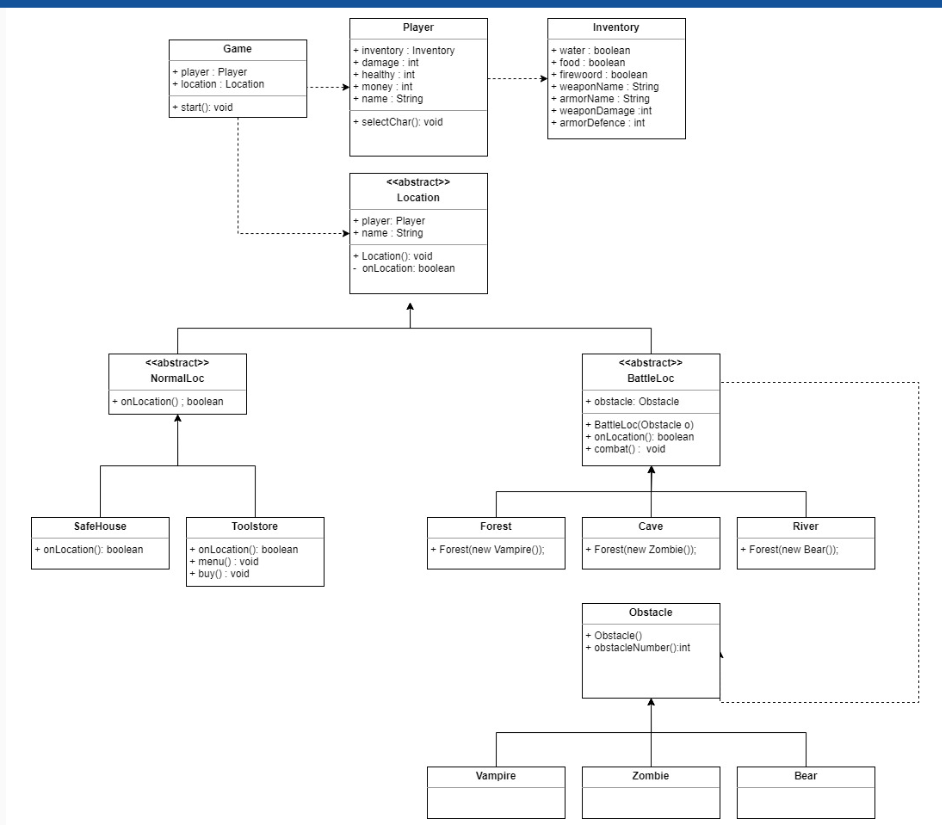 Game
+ player : Player
+ location : Location
+ start(): void
Player
+ inventory : Inventory
+ damage : int
+ healthy : int
+ money : int
+ name : String
+ selectChar(): void
Inventory
+ water : boolean
+ food : boolean
+ firewoord : boolean
+ weaponName : String
+ armorName : String
+ weaponDamage :int
+ armorDefence : int
<<abstract>>
Location
+ player: Player
+ name : String
+ Location(): void
- onLocation: boolean
<<abstract>>
NormalLoc
+ onLocation() ; boolean
<<abstract>>
BattleLoc
+ obstacle: Obstacle
+ BattleLoc(Obstacle o)
+ onLocation(): boolean
+ combat() : void
SafeHouse
+ onLocation(): boolean
Toolstore
+ onLocation(): boolean
+ menu() : void
+ buy() : void
Forest
+ Forest(new Vampire());
Cave
+ Forest(new Zombie());
River
+ Forest(new Bear());
Obstacle
+ Obstacle()
+ obstacleNumber():int
Vampire
Zombie
Bear